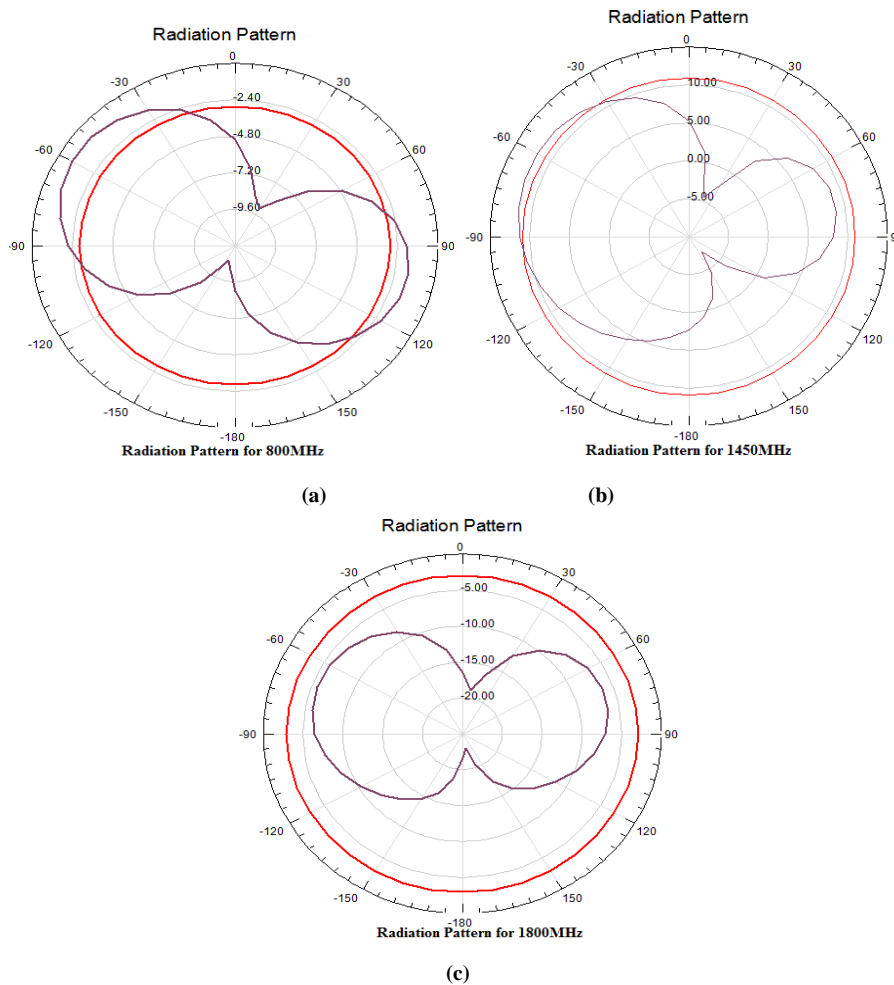 Radiation Pattern
0
-30 30
-2.40
-60 -4.80 60
-7.20
-9.60
-90 90
-120 120
-150 150
-180
Radiation Pattern for 800MHz
(a)
Radiation Pattern
0
-30 30
10.00
-60 5.00 60
0.00
-5.00
-90 9
-120 120
-150 150
-180
Radiation Pattern for 1450MHz
(b)
Radiation Pattern
0
-30 30
-5.00
-60 -10.00 60
-15.00
-20.00
-90 90
-120 120
-150 150
-180
Radiation Pattern for 1800MHz
(c)